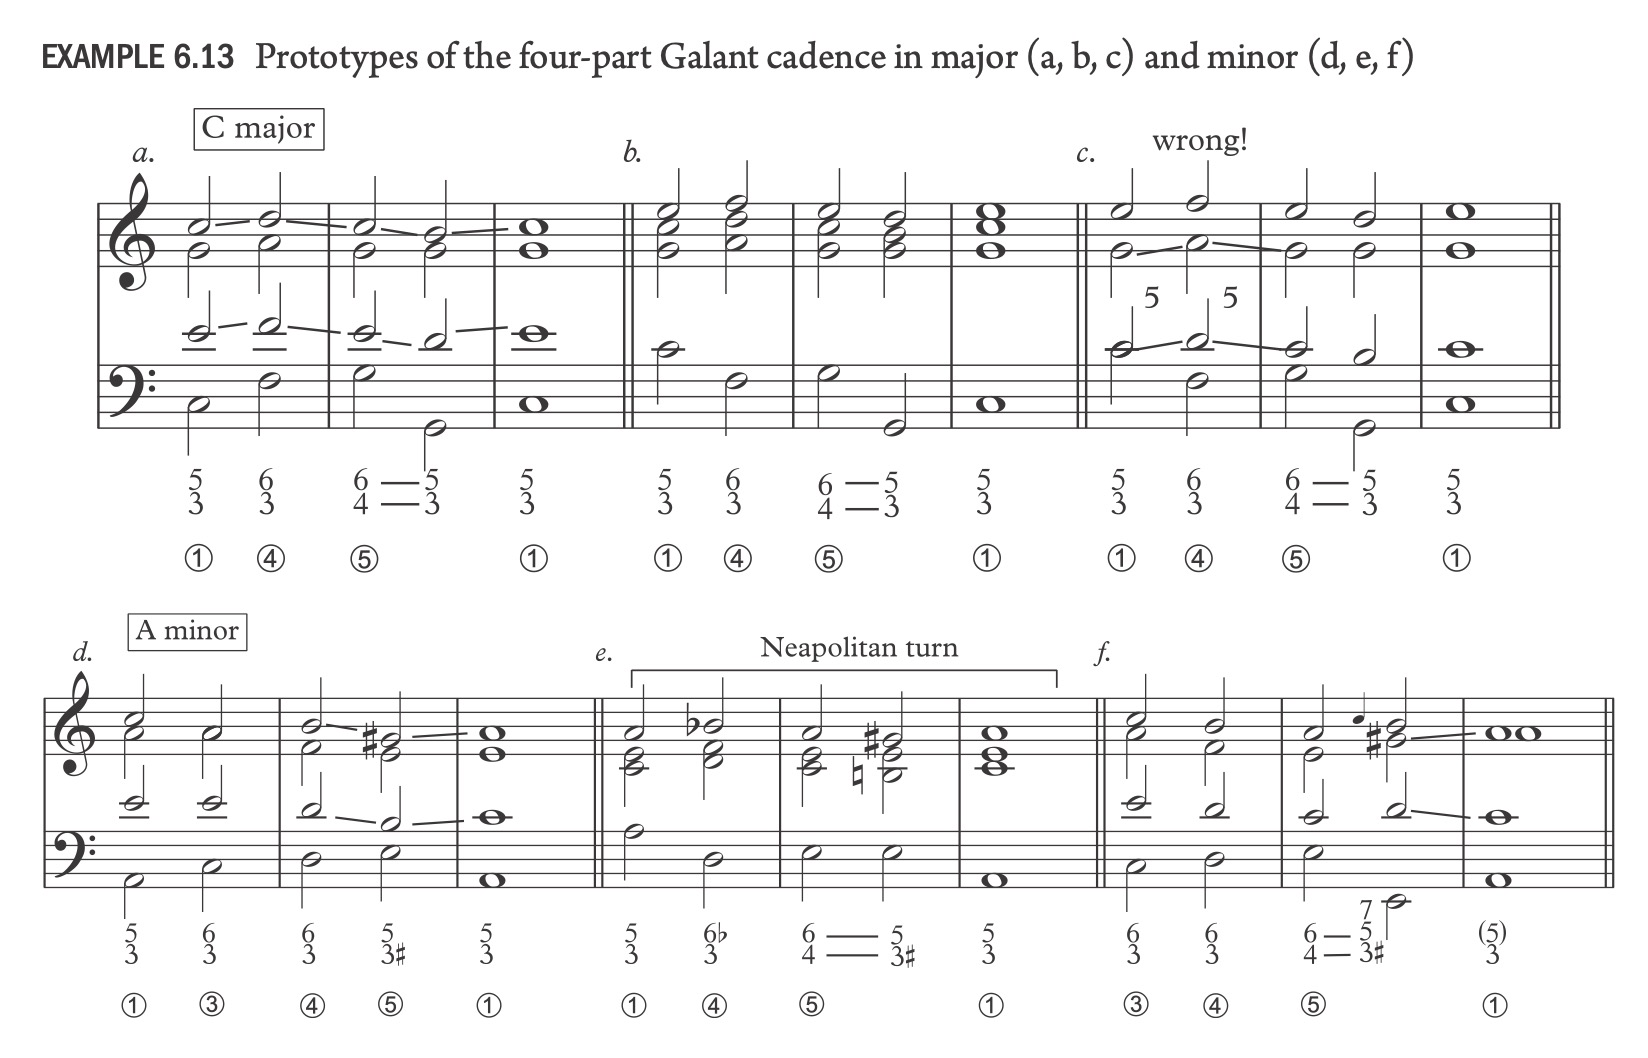 EXAMPLE 6.13 Prototypes of the four-part Galant cadence in major (a, b, c) and minor (d, e, f)
C major
a. b. c. wrong!
5 5
5 6 6 — 5 5 5 6 6 — 5 5 5 6 6 — 5 5
3 3 4 — 3 3 3 3 4 — 3 3 3 3 4 — 3 3
① ④ ⑤ ① ① ④ ⑤ ① ① ④ ⑤ ①
A minor
d. e. Neapolitan turn f.
7
5 6 6 5 5 5 6♭ 6 — 5 5 6 6 6 — 5 (5)
3 3 3 3♯ 3 3 3 4 — 3♯ 3 3 3 4 — 3♯ 3
① ③ ④ ⑤ ① ① ④ ⑤ ① ③ ④ ⑤ ①